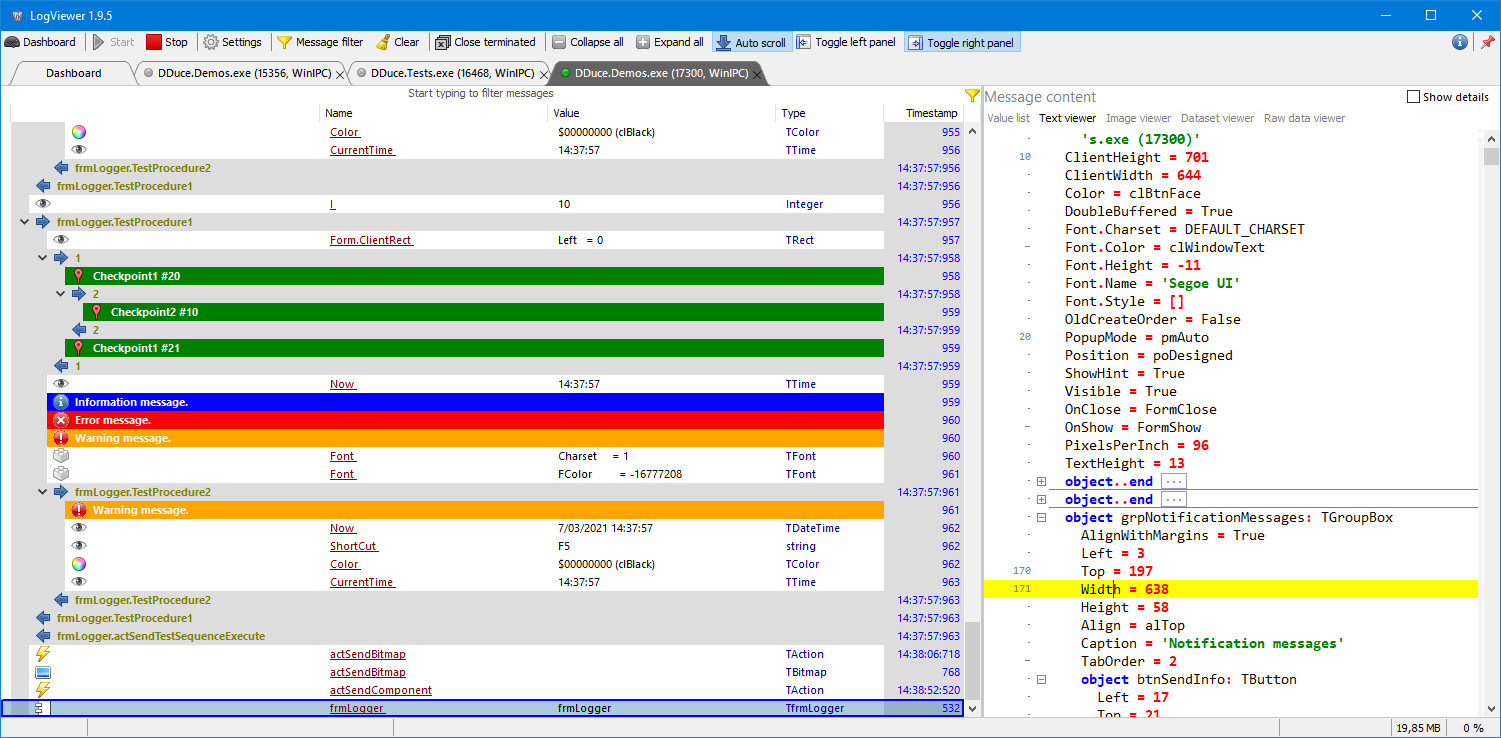 LogViewer 1.9.5
Dashboard Start Stop Settings Message filter Clear Close terminated Collapse all Expand all Auto scroll Toggle left panel Toggle right panel
Dashboard DDuce.Demos.exe (15356, WinIPC) DDuce.Tests.exe (16468, WinIPC) DDuce.Demos.exe (17300, WinIPC)
Start typing to filter messages
Name Value Type Timestamp
Color $00000000 (clBlack) TColor 955
CurrentTime 14:37:57 TTime 956
frmLogger.TestProcedure2 14:37:57:956
frmLogger.TestProcedure1 14:37:57:956
I 10 Integer 956
frmLogger.TestProcedure1 14:37:57:957
Form.ClientRect Left = 0 TRect 957
1 14:37:57:958
Checkpoint1 #20 958
2 14:37:57:958
Checkpoint2 #10 959
2 14:37:57:959
Checkpoint1 #21 959
1 14:37:57:959
Now 14:37:57 TTime 959
Information message. 959
Error message. 960
Warning message. 960
Font Charset = 1 TFont 960
Font FColor = -16777208 TFont 961
frmLogger.TestProcedure2 14:37:57:961
Warning message. 961
Now 7/03/2021 14:37:57 TDateTime 962
ShortCut F5 string 962
Color $00000000 (clBlack) TColor 962
CurrentTime 14:37:57 TTime 963
frmLogger.TestProcedure2 14:37:57:963
frmLogger.TestProcedure1 14:37:57:963
frmLogger.actSendTestSequenceExecute 14:37:57:963
actSendBitmap TAction 14:38:06:718
actSendBitmap TBitmap 768
actSendComponent TAction 14:38:52:520
frmLogger frmLogger TfrmLogger 532
Message content Show details
Value list Text viewer Image viewer Dataset viewer Raw data viewer
's.exe (17300)'
10 ClientHeight = 701
ClientWidth = 644
Color = clBtnFace
DoubleBuffered = True
Font.Charset = DEFAULT_CHARSET
Font.Color = clWindowText
Font.Height = -11
Font.Name = 'Segoe UI'
Font.Style = []
OldCreateOrder = False
20 PopupMode = pmAuto
Position = poDesigned
ShowHint = True
Visible = True
OnClose = FormClose
OnShow = FormShow
PixelsPerInch = 96
TextHeight = 13
object..end ...
object..end ...
object grpNotificationMessages: TGroupBox
AlignWithMargins = True
Left = 3
170 Top = 197
171 Width = 638
Height = 58
Align = alTop
Caption = 'Notification messages'
TabOrder = 2
object btnSendInfo: TButton
Left = 17
Top = 21
19,85 MB 0 %